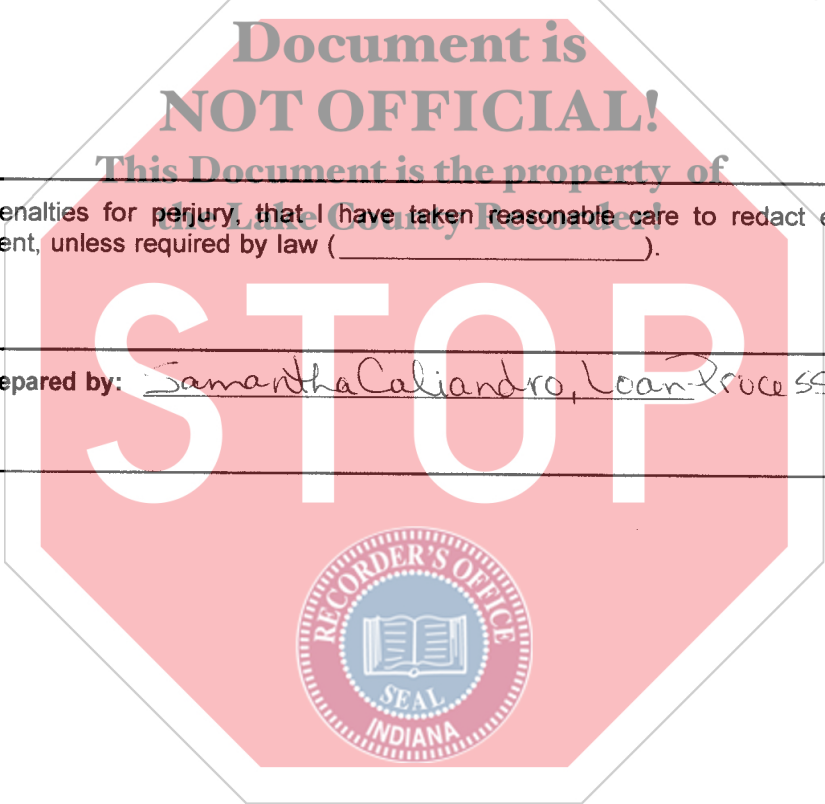 Document is
NOT OFFICIAL!
This Document is the property of
the Lake County Recorder!
enalties for perjury, that I have taken reasonable care to redact e
ent, unless required by law (____________________).
STOP
epared by: Samantha Caliandro, Loan Process
RECORDER'S OFFICE
SEAL
INDIANA